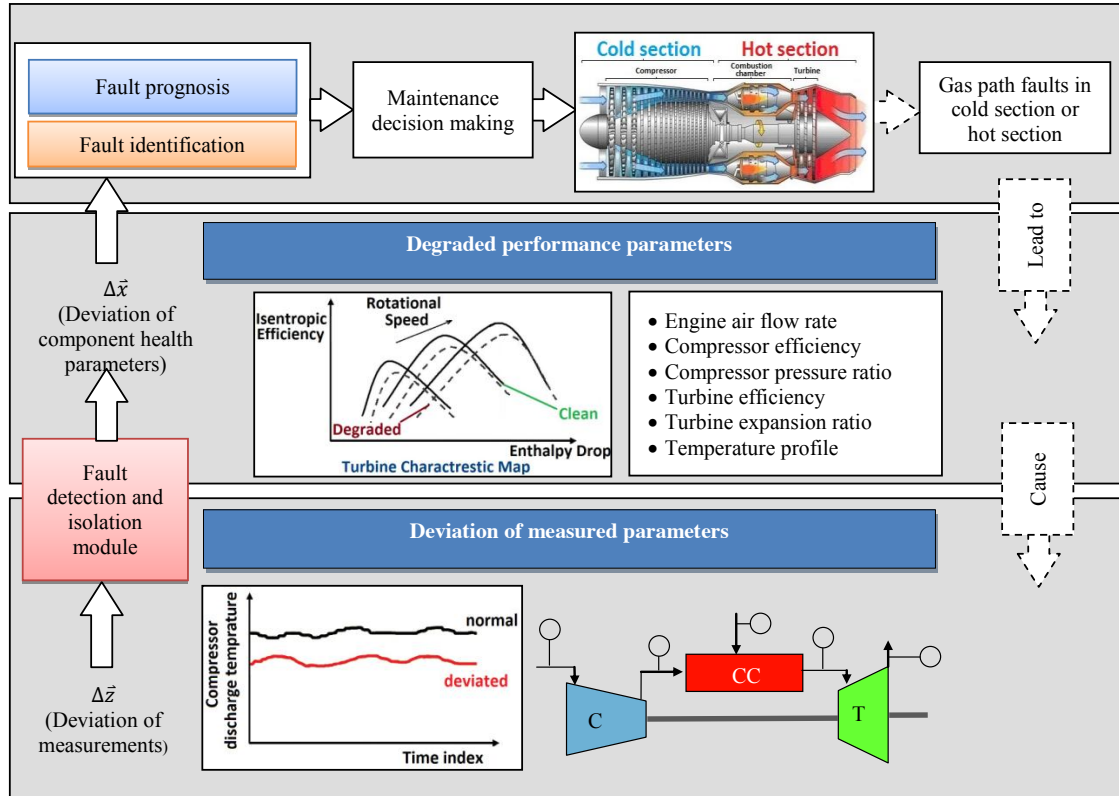 Fault prognosis
Fault identification
Maintenance
decision making
Cold section
Hot section
Compressor
Combustion
chamber
Turbine
Gas path faults in
cold section or
hot section
Lead to
Degraded performance parameters
Δx⃗
(Deviation of
component health
parameters)
Isentropic
Efficiency
Rotational
Speed
Degraded
Clean
Enthalpy Drop
Turbine Charactrestic Map
• Engine air flow rate
• Compressor efficiency
• Compressor pressure ratio
• Turbine efficiency
• Turbine expansion ratio
• Temperature profile
Cause
Fault
detection and
isolation
module
Deviation of measured parameters
Δz⃗
(Deviation of
measurements)
Compressor
discharge temprature
normal
deviated
Time index
C
CC
T